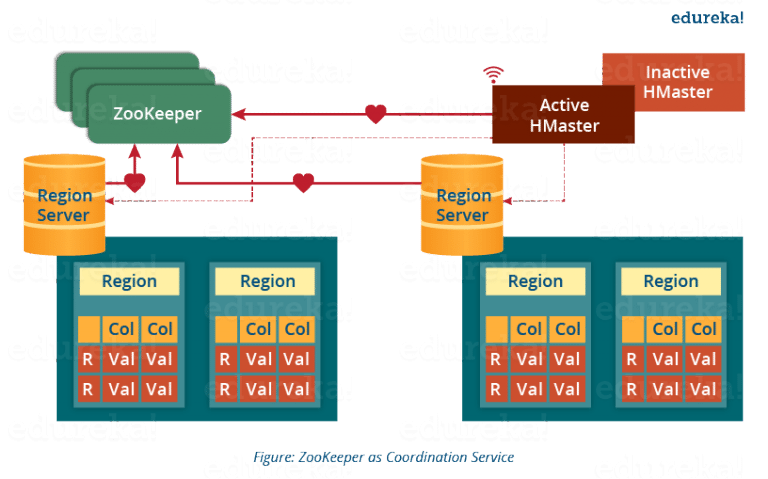 edureka!
ZooKeeper
Active
HMaster
Inactive
HMaster
Region
Server
Region
Server
Region
Col Col
R Val Val
R Val Val
Region
Col Col
R Val Val
R Val Val
Region
Col Col
R Val Val
R Val Val
Region
Col Col
R Val Val
R Val Val
Figure: ZooKeeper as Coordination Service